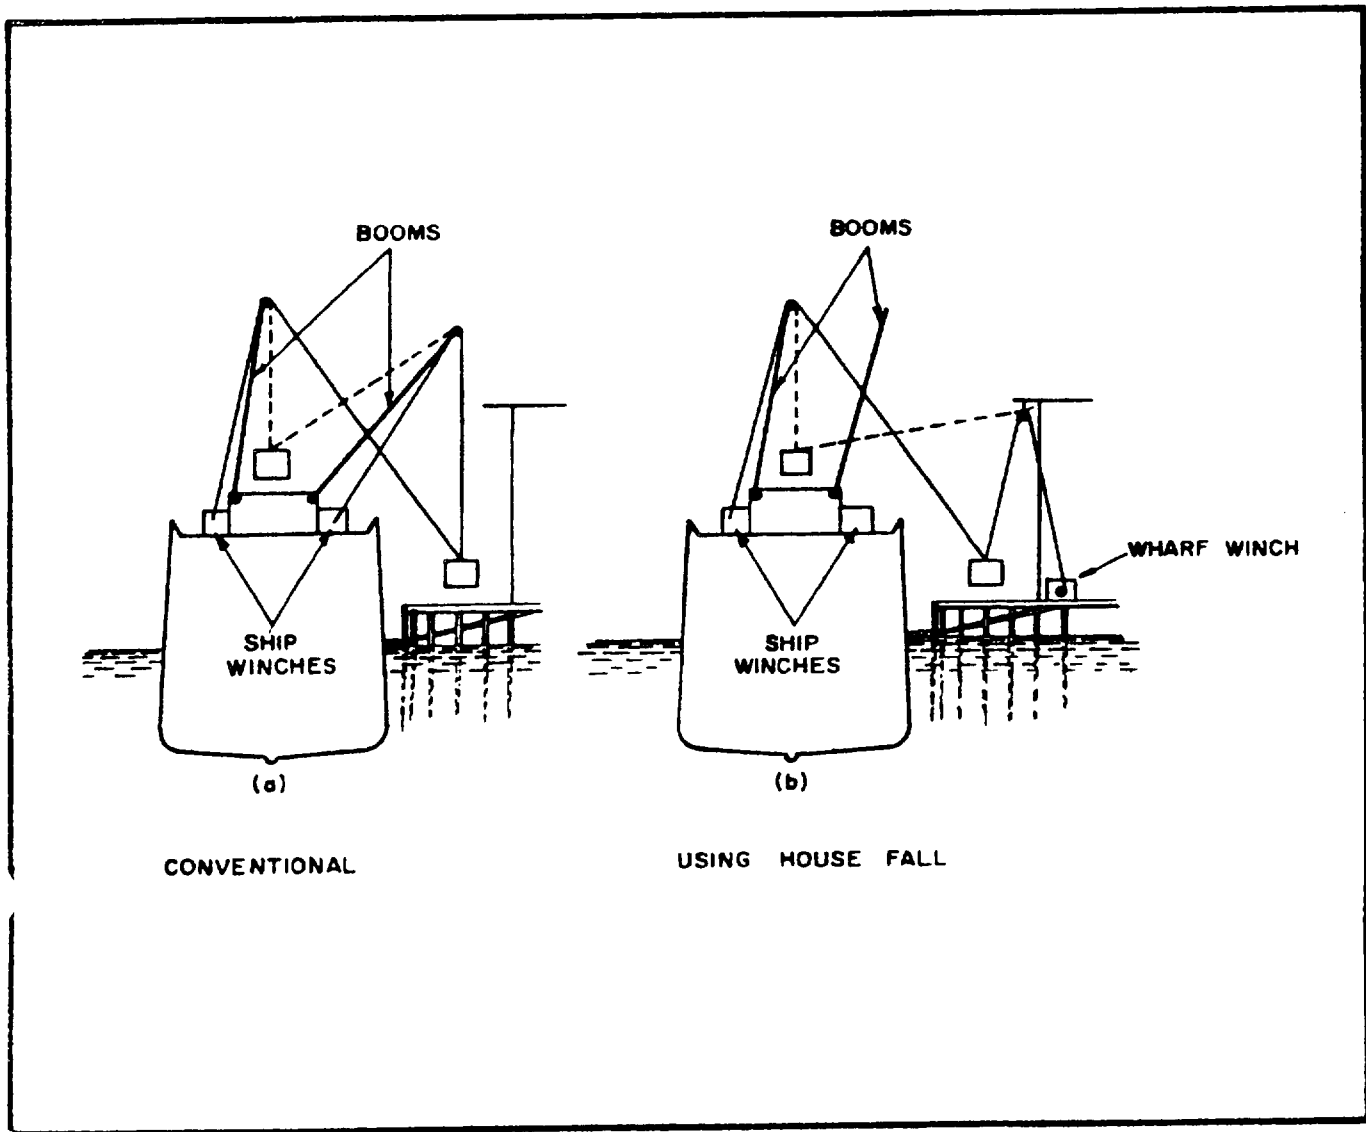 BOOMS
SHIP
WINCHES
(a)
CONVENTIONAL
BOOMS
WHARF WINCH
SHIP
WINCHES
(b)
USING HOUSE FALL